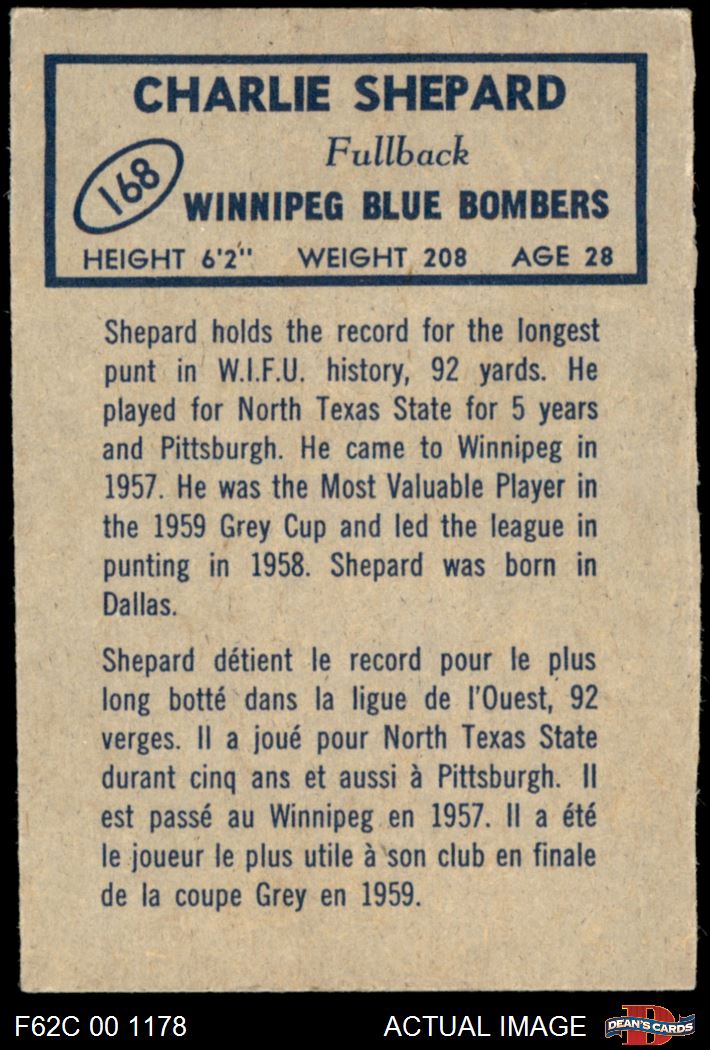 CHARLIE SHEPARD
Fullback
168
WINNIPEG BLUE BOMBERS
HEIGHT 6'2" WEIGHT 208 AGE 28
Shepard holds the record for the longest
punt in W.I.F.U. history, 92 yards. He
played for North Texas State for 5 years
and Pittsburgh. He came to Winnipeg in
1957. He was the Most Valuable Player in
the 1959 Grey Cup and led the league in
punting in 1958. Shepard was born in
Dallas.
Shepard détient le record pour le plus
long botté dans la ligue de l'Ouest, 92
verges. Il a joué pour North Texas State
durant cinq ans et aussi à Pittsburgh. Il
est passé au Winnipeg en 1957. Il a été
le joueur le plus utile à son club en finale
de la coupe Grey en 1959.
F62C 00 1178 ACTUAL IMAGE
D
DEAN'S CARDS